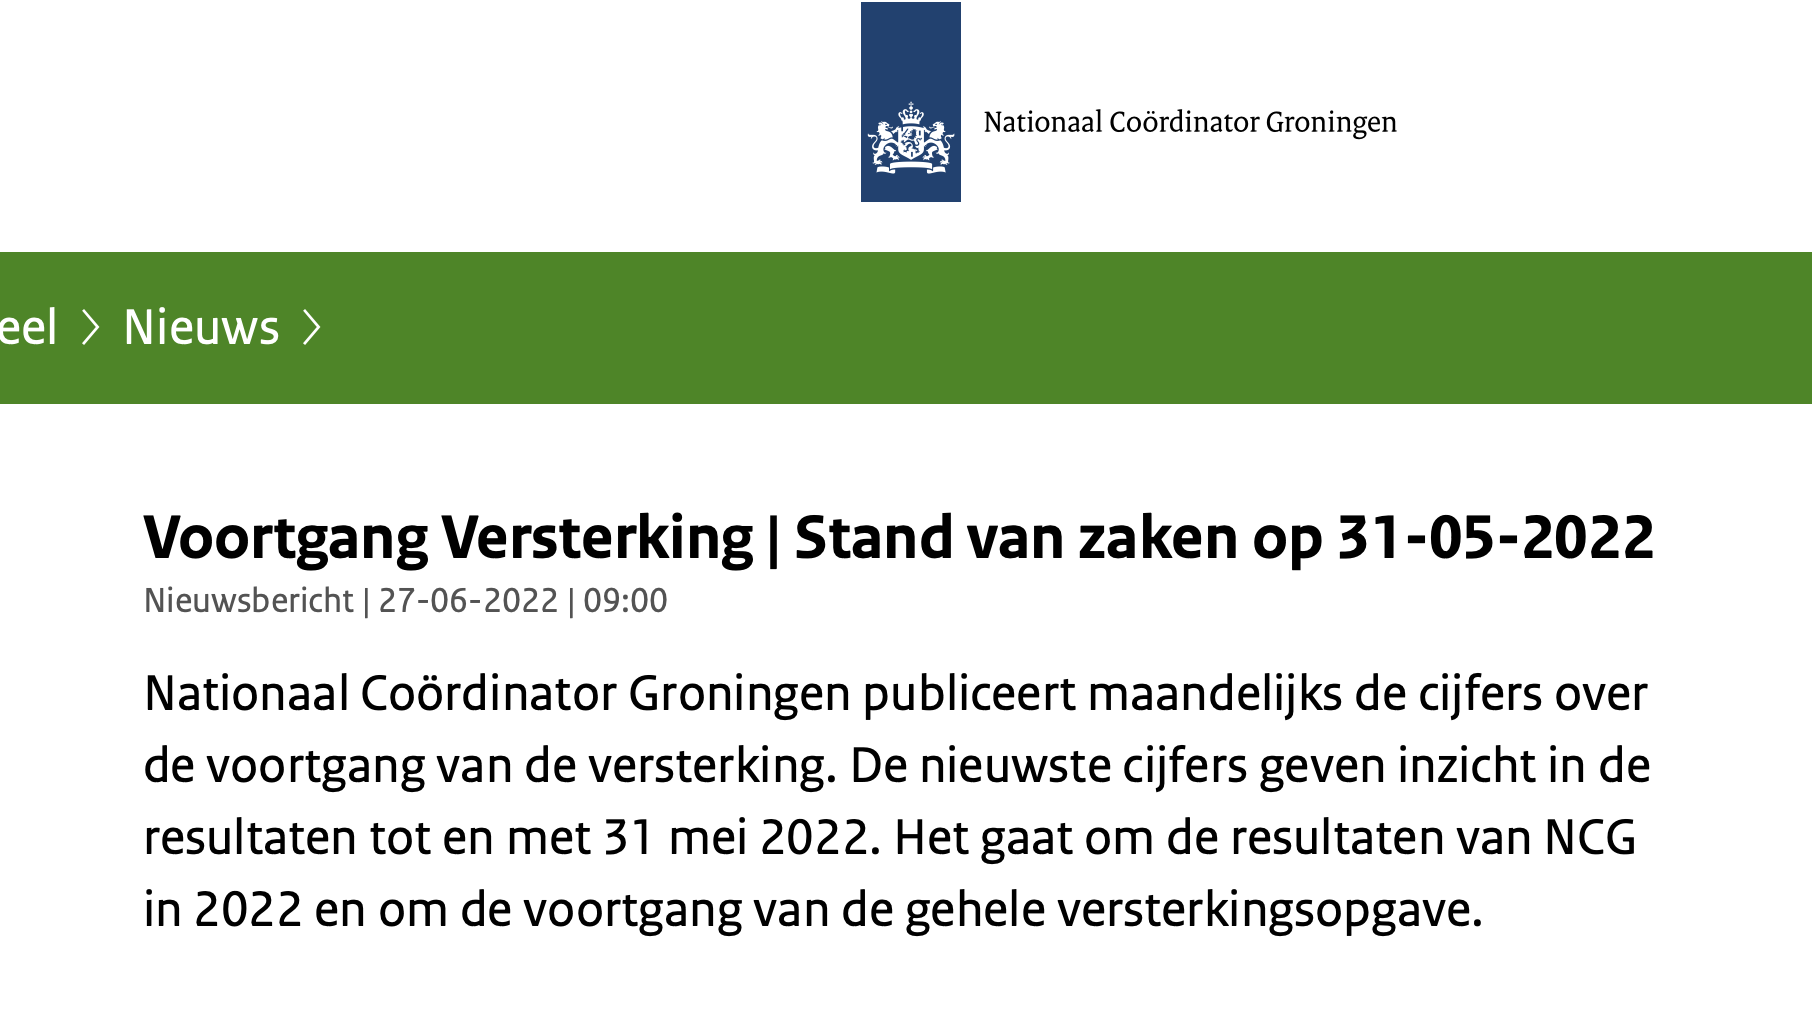 Nationaal Coördinator Groningen
eel > Nieuws >
Voortgang Versterking | Stand van zaken op 31-05-2022
Nieuwsbericht | 27-06-2022 | 09:00
Nationaal Coördinator Groningen publiceert maandelijks de cijfers over
de voortgang van de versterking. De nieuwste cijfers geven inzicht in de
resultaten tot en met 31 mei 2022. Het gaat om de resultaten van NCG
in 2022 en om de voortgang van de gehele versterkingsopgave.